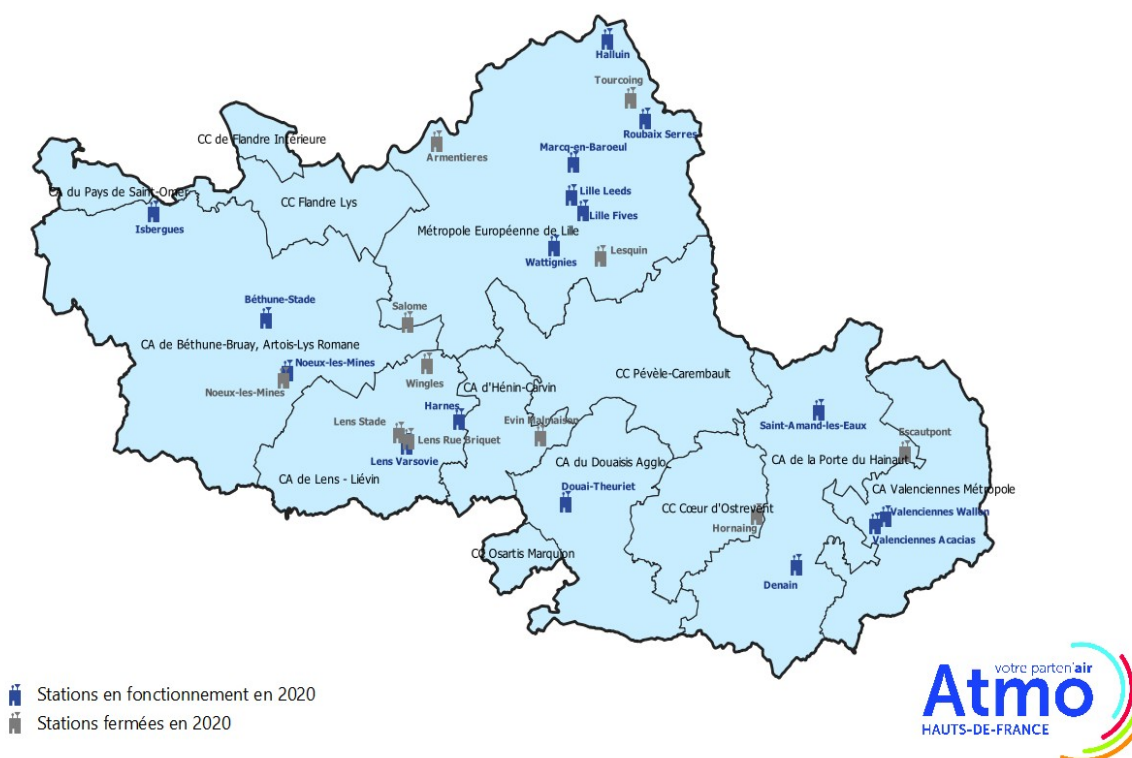 Halluin
Tourcoing
Roubaix Serres
CC de Flandre Intérieure
Armentieres
Marcq-en-Baroeul
CA du Pays de Saint-Omer
CC Flandre Lys
Lille Leeds
Lille Fives
Isbergues
Métropole Européenne de Lille
Wattignies
Lesquin
Béthune-Stade
Salome
CA de Béthune-Bruay, Artois-Lys Romane
Noeux-les-Mines
Wingles
CC Pévèle-Carembault
Noeux-les-Mines
CA d'Hénin-Carvin
Harnes
Lens Stade
Evin Malmaison
Saint-Amand-les-Eaux
Escautpont
Lens Rue Briquet
Lens Varsovie
CA du Douaisis Agglo
CA de la Porte du Hainaut
CA de Lens - Liévin
Douai-Theuriet
CA Valenciennes Métropole
CC Cœur d'Ostrevent
Valenciennes Wallon
Hornaing
Valenciennes Acacias
CC Osartis Marquion
Denain
Stations en fonctionnement en 2020
Stations fermées en 2020
votre parten'air
Atmo
HAUTS-DE-FRANCE